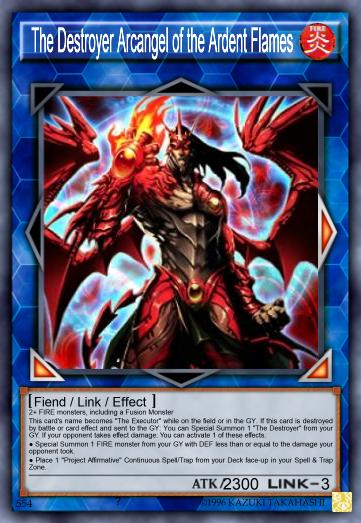 The Destroyer Arcangel of the Ardent Flames
FIRE
炎
[Fiend / Link / Effect ]
2+ FIRE monsters, including a Fusion Monster
This card's name becomes "The Executor" while on the field or in the GY. If this card is destroyed
by battle or card effect and sent to the GY: You can Special Summon 1 "The Destroyer" from your
GY. If your opponent takes effect damage: You can activate 1 of these effects.
● Special Summon 1 FIRE monster from your GY with DEF less than or equal to the damage your
opponent took.
● Place 1 "Project Affirmative" Continuous Spell/Trap from your Deck face-up in your Spell & Trap
Zone.
ATK/2300 LINK-3
554
?
©1996 KAZUKI TAKAHASHI